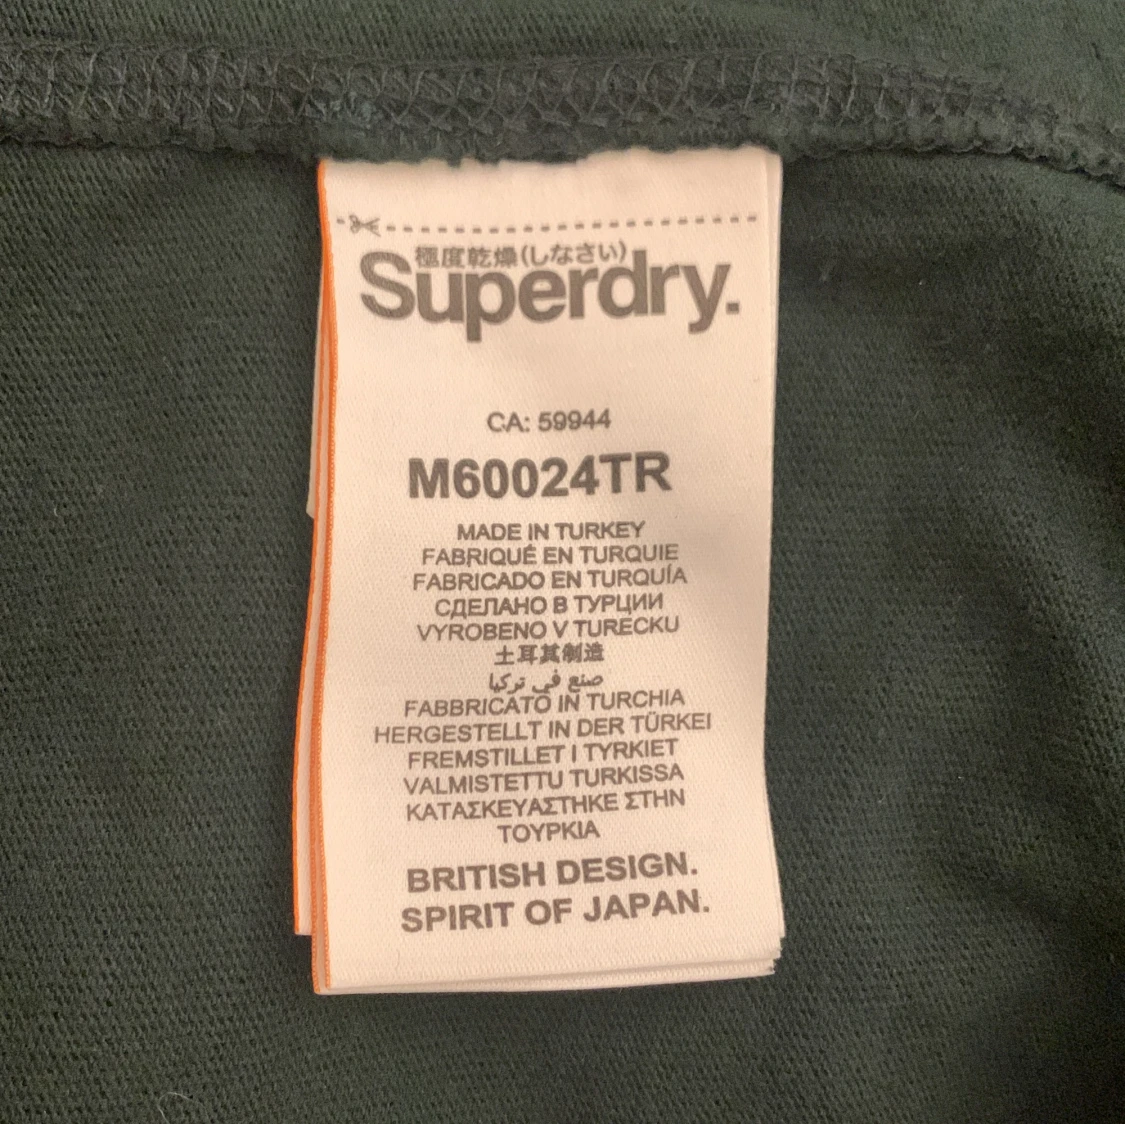 極度乾燥(しなさい)
Superdry.
CA: 59944
M60024TR
MADE IN TURKEY
FABRIQUÉ EN TURQUIE
FABRICADO EN TURQUÍA
СДЕЛАНО В ТУРЦИИ
VYROBENO V TURECKU
土耳其制造
صنع في تركيا
FABBRICATO IN TURCHIA
HERGESTELLT IN DER TÜRKEI
FREMSTILLET I TYRKIET
VALMISTETTU TURKISSA
ΚΑΤΑΣΚΕΥΑΣΤΗΚΕ ΣΤΗΝ
ΤΟΥΡΚΙΑ
BRITISH DESIGN.
SPIRIT OF JAPAN.